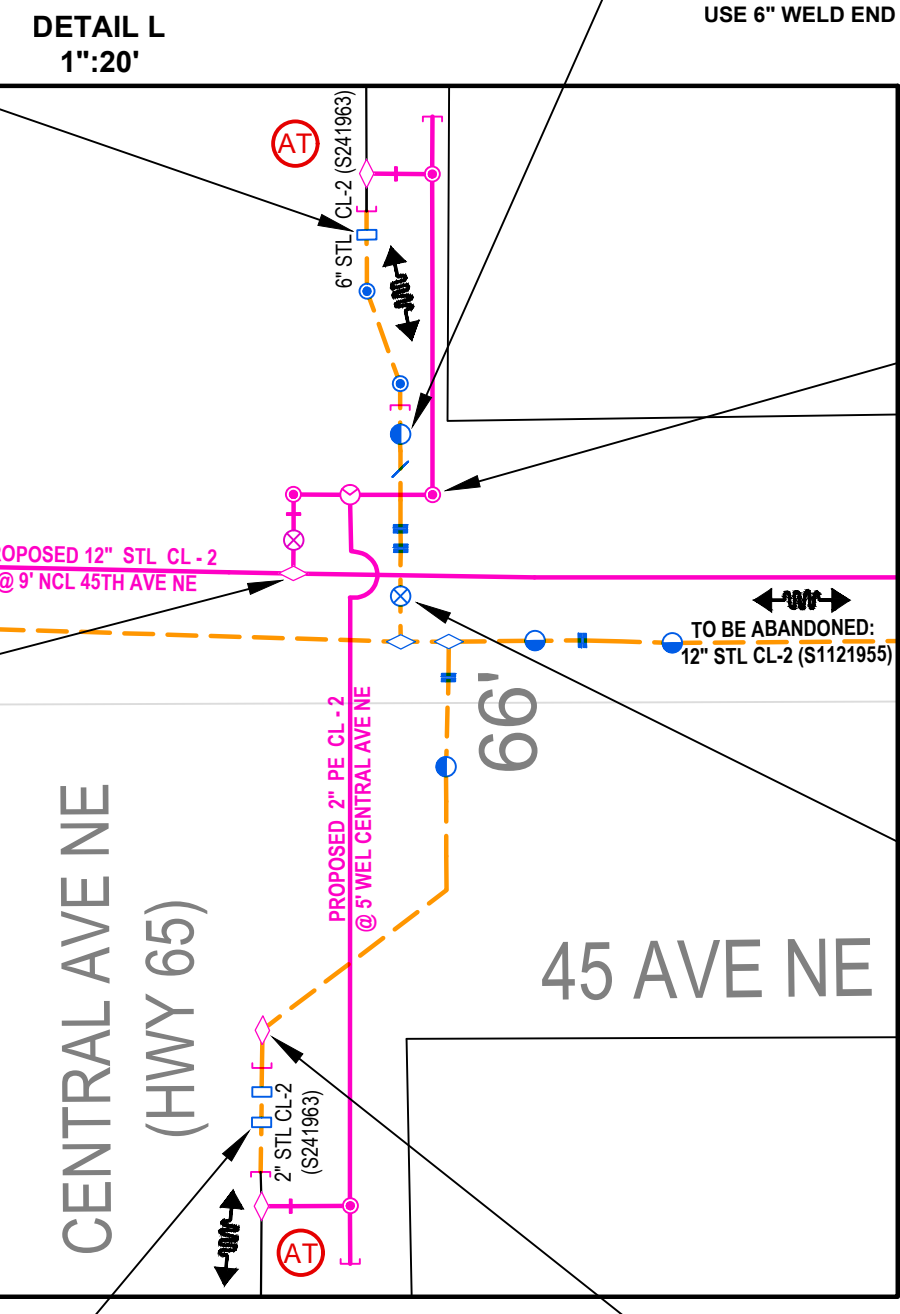 DETAIL L
1":20'
USE 6" WELD END
AT
6" STL CL-2 (S241963)
OPOSED 12" STL CL - 2
@ 9' NCL 45TH AVE NE
TO BE ABANDONED:
12" STL CL-2 (S1121955)
66'
PROPOSED 2" PE CL - 2
@ 5' WEL CENTRAL AVE NE
CENTRAL AVE NE
(HWY 65)
45 AVE NE
2" STL CL-2
(S241963)
AT